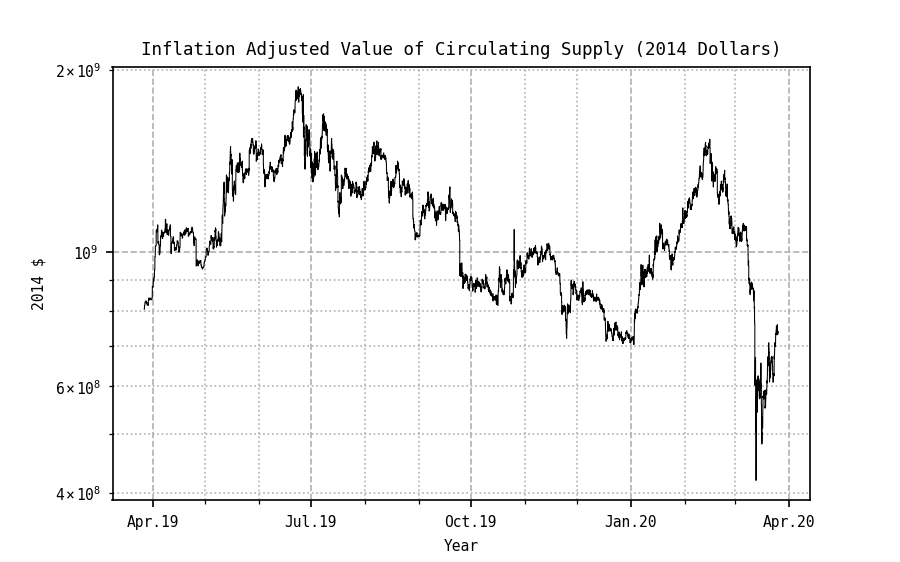 Inflation Adjusted Value of Circulating Supply (2014 Dollars)
2×10⁹
10⁹
6×10⁸
4×10⁸
2014 $
Apr.19 Jul.19 Oct.19 Jan.20 Apr.20
Year